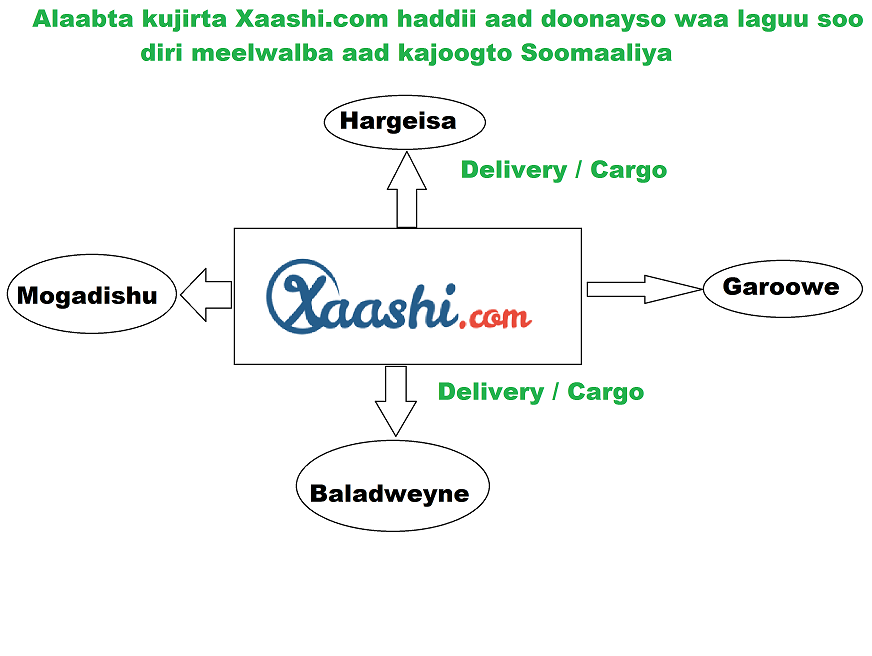 Alaabta kujirta Xaashi.com haddii aad doonayso waa laguu soo
diri meelwalba aad kajoogto Soomaaliya
Hargeisa
Delivery / Cargo
Mogadishu
Xaashi.com
Garoowe
Delivery / Cargo
Baladweyne